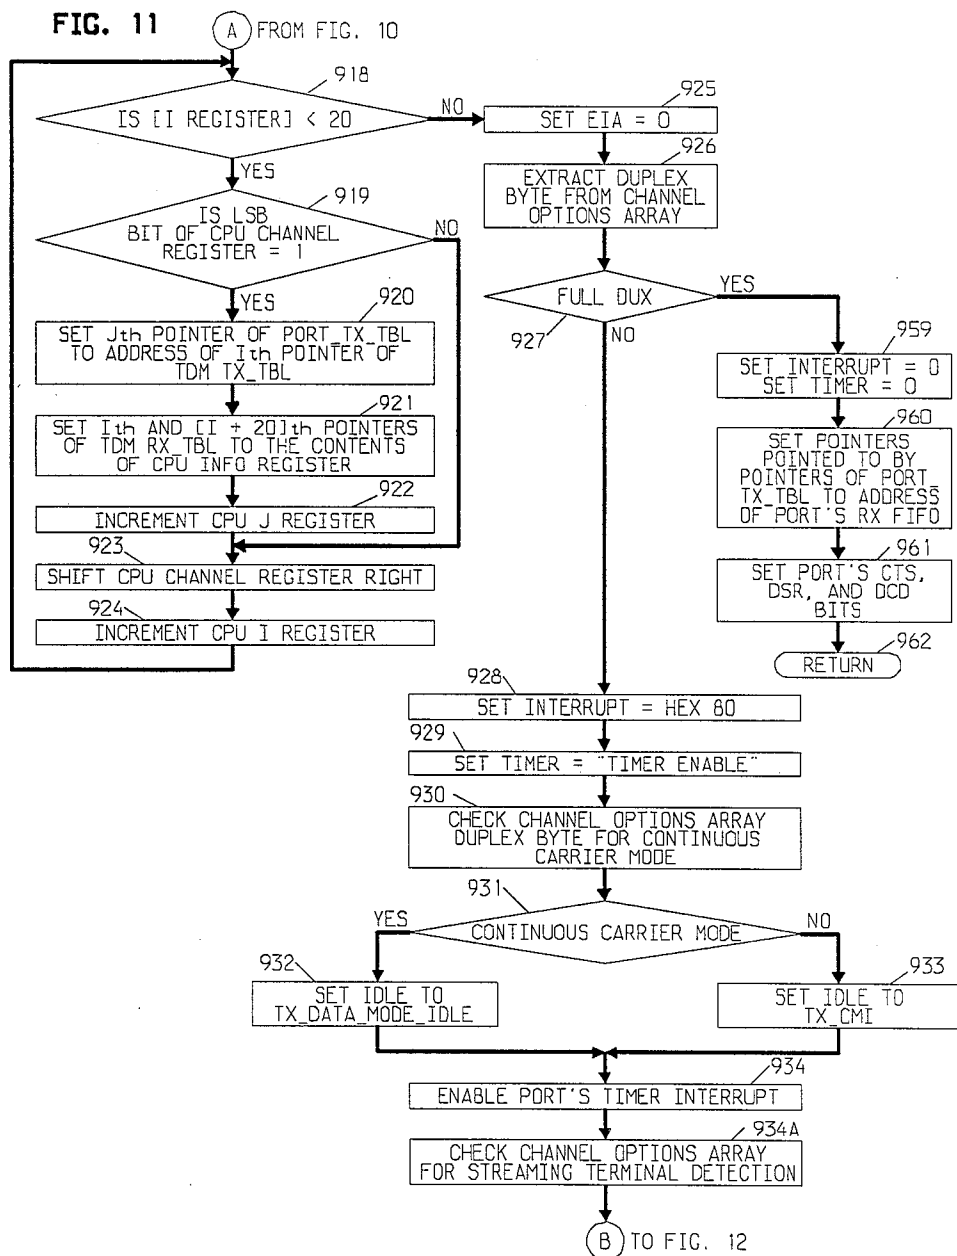 FIG. 11
A FROM FIG. 10
918
IS [I REGISTER] < 20
NO
YES
919
IS LSB
BIT OF CPU CHANNEL
REGISTER = 1
NO
YES
920
SET Jth POINTER OF PORT_TX_TBL
TO ADDRESS OF Ith POINTER OF
TDM TX_TBL
921
SET Ith AND [I + 20]th POINTERS
OF TDM RX_TBL TO THE CONTENTS
OF CPU INFO REGISTER
922
INCREMENT CPU J REGISTER
923
SHIFT CPU CHANNEL REGISTER RIGHT
924
INCREMENT CPU I REGISTER
925
SET EIA = 0
926
EXTRACT DUPLEX
BYTE FROM CHANNEL
OPTIONS ARRAY
FULL DUX
YES
927
NO
959
SET INTERRUPT = 0
SET TIMER = 0
960
SET POINTERS
POINTED TO BY
POINTERS OF PORT_
TX_TBL TO ADDRESS
OF PORT'S RX FIFO
961
SET PORT'S CTS,
DSR, AND DCD
BITS
962
RETURN
928
SET INTERRUPT = HEX 80
929
SET TIMER = "TIMER ENABLE"
930
CHECK CHANNEL OPTIONS ARRAY
DUPLEX BYTE FOR CONTINUOUS
CARRIER MODE
931
YES
CONTINUOUS CARRIER MODE
NO
932
SET IDLE TO
TX_DATA_MODE_IDLE
933
SET IDLE TO
TX_CMI
934
ENABLE PORT'S TIMER INTERRUPT
934A
CHECK CHANNEL OPTIONS ARRAY
FOR STREAMING TERMINAL DETECTION
B TO FIG. 12